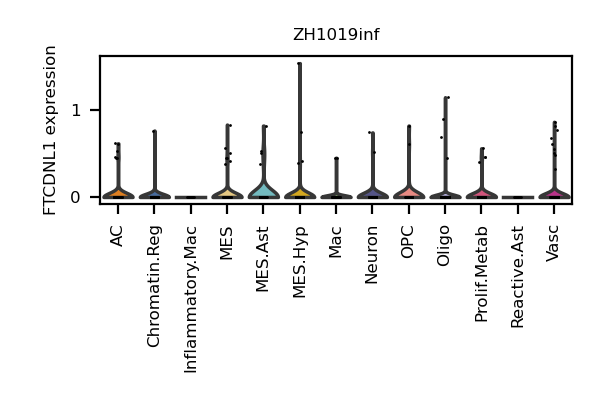 ZH1019inf
FTCDNL1 expression
1
0
AC
Chromatin.Reg
Inflammatory.Mac
MES
MES.Ast
MES.Hyp
Mac
Neuron
OPC
Oligo
Prolif.Metab
Reactive.Ast
Vasc